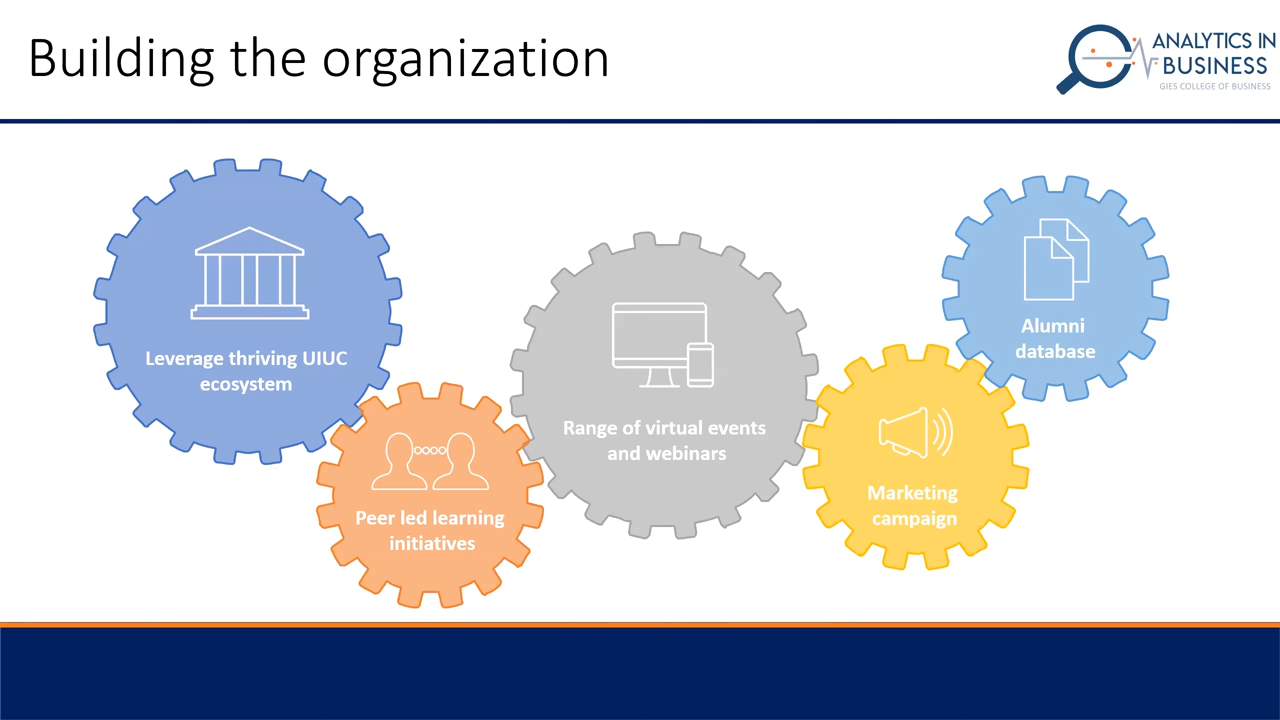 Building the organization
ANALYTICS IN
BUSINESS
GIES COLLEGE OF BUSINESS
Leverage thriving UIUC
ecosystem
Peer led learning
initiatives
Range of virtual events
and webinars
Marketing
campaign
Alumni
database